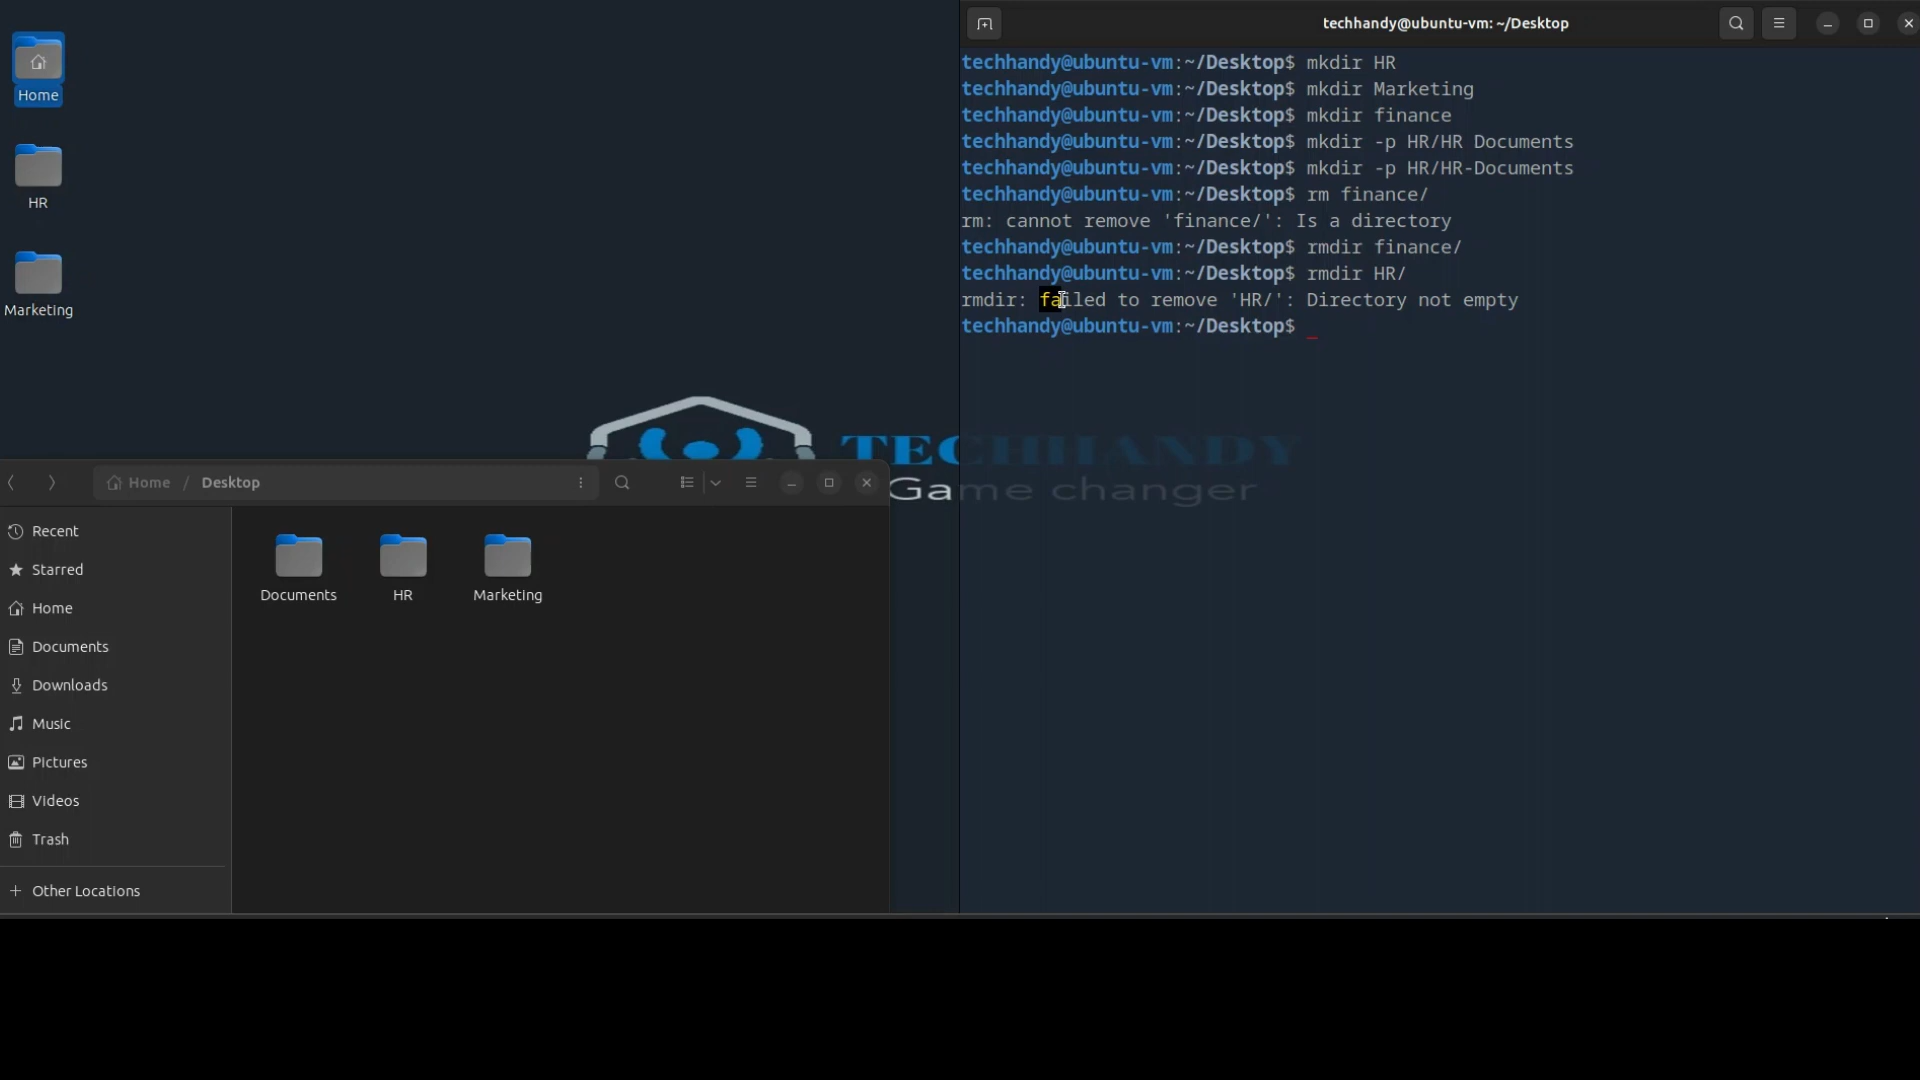 Home
HR
Marketing
TECHHANDY
Game changer
Home / Desktop
Recent
Starred
Home
Documents
Downloads
Music
Pictures
Videos
Trash
+ Other Locations
Documents
HR
Marketing
techhandy@ubuntu-vm: ~/Desktop
techhandy@ubuntu-vm:~/Desktop$ mkdir HR
techhandy@ubuntu-vm:~/Desktop$ mkdir Marketing
techhandy@ubuntu-vm:~/Desktop$ mkdir finance
techhandy@ubuntu-vm:~/Desktop$ mkdir -p HR/HR Documents
techhandy@ubuntu-vm:~/Desktop$ mkdir -p HR/HR-Documents
techhandy@ubuntu-vm:~/Desktop$ rm finance/
rm: cannot remove 'finance/': Is a directory
techhandy@ubuntu-vm:~/Desktop$ rmdir finance/
techhandy@ubuntu-vm:~/Desktop$ rmdir HR/
rmdir: failed to remove 'HR/': Directory not empty
techhandy@ubuntu-vm:~/Desktop$ _